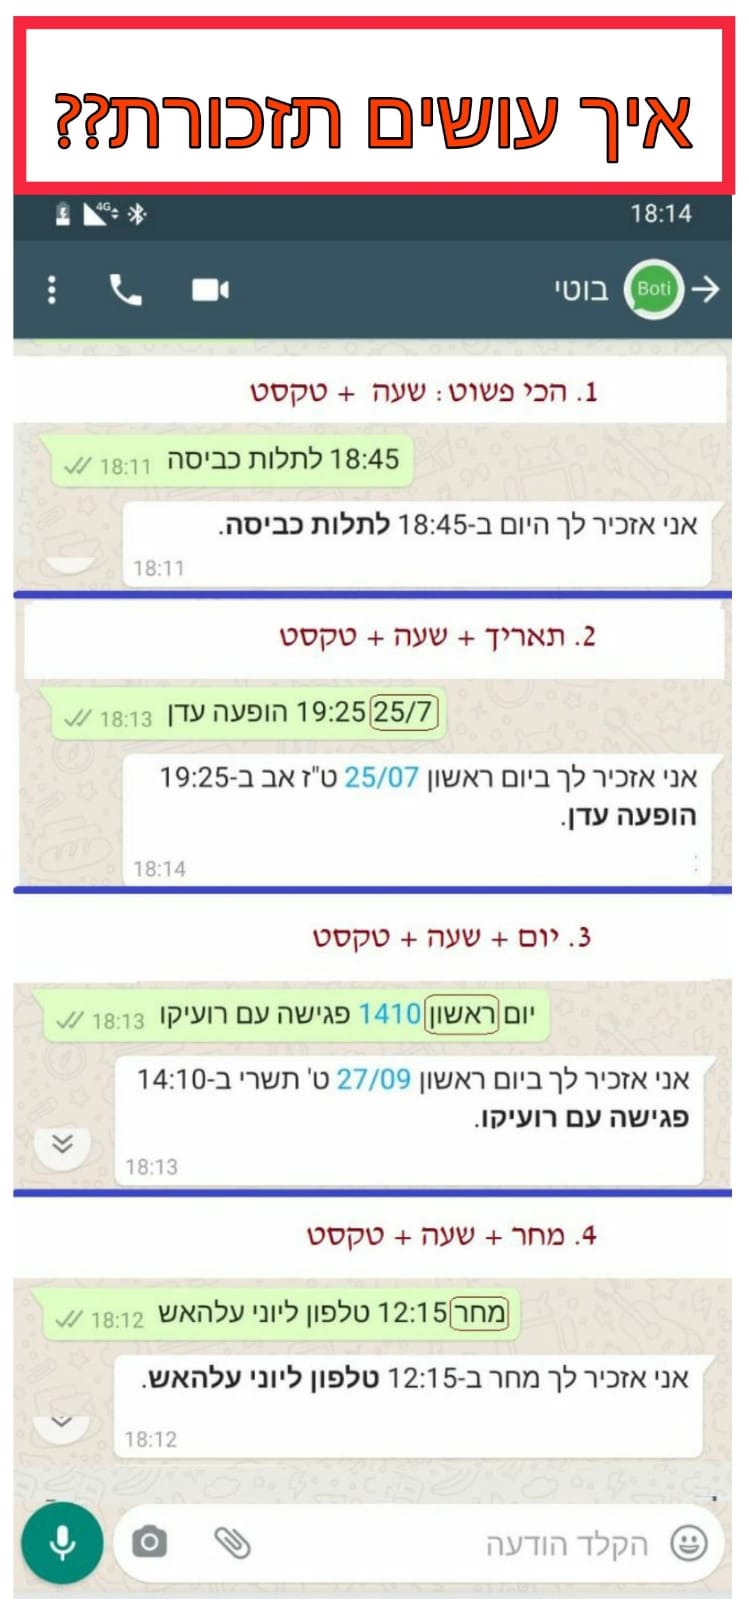 איך עושים תזכורת??
4G
18:14
Boti
בוטי
1. הכי פשוט: שעה + טקסט
18:45 לתלות כביסה 18:11
אני אזכיר לך היום ב-18:45 לתלות כביסה.
18:11
2. תאריך + שעה + טקסט
25/7 19:25 הופעה עדן 18:13
אני אזכיר לך ביום ראשון 25/07 ט"ז אב ב-19:25
הופעה עדן.
18:14
3. יום + שעה + טקסט
יום ראשון 1410 פגישה עם רועיקו 18:13
אני אזכיר לך ביום ראשון 27/09 ט' תשרי ב-14:10
פגישה עם רועיקו.
18:13
4. מחר + שעה + טקסט
מחר 12:15 טלפון ליוני עלהאש 18:12
אני אזכיר לך מחר ב-12:15 טלפון ליוני עלהאש.
18:12
הקלד הודעה